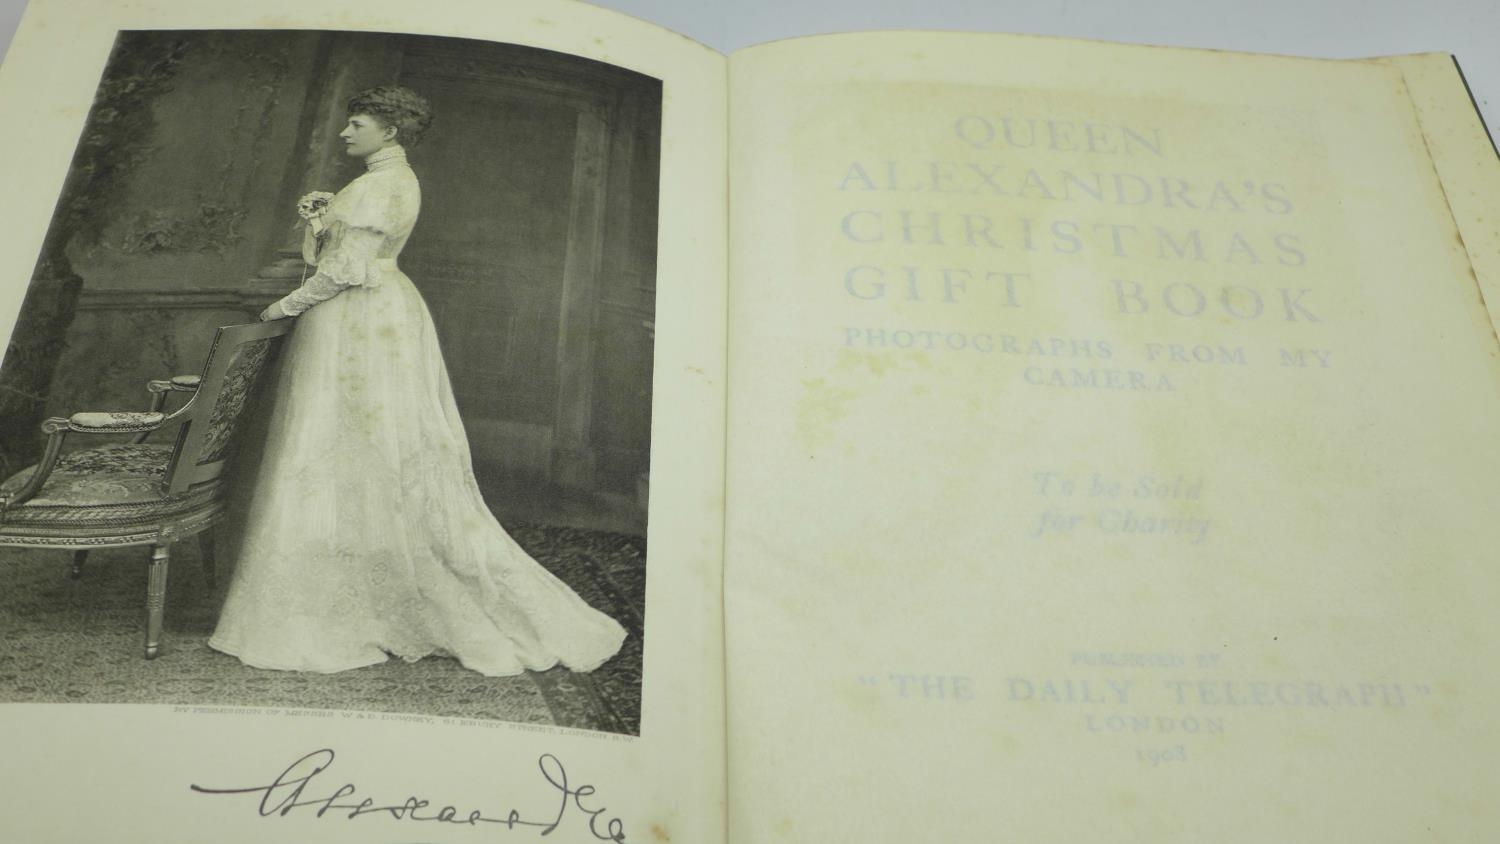 BY PERMISSION OF MESSRS W & D. DOWNEY, 61, EBURY STREET, LONDON, S.W.
Alexandra
QUEEN
ALEXANDRA'S
CHRISTMAS
GIFT BOOK
PHOTOGRAPHS FROM MY
CAMERA
To be Sold
for Charity
PUBLISHED BY
"THE DAILY TELEGRAPH"
LONDON
1908